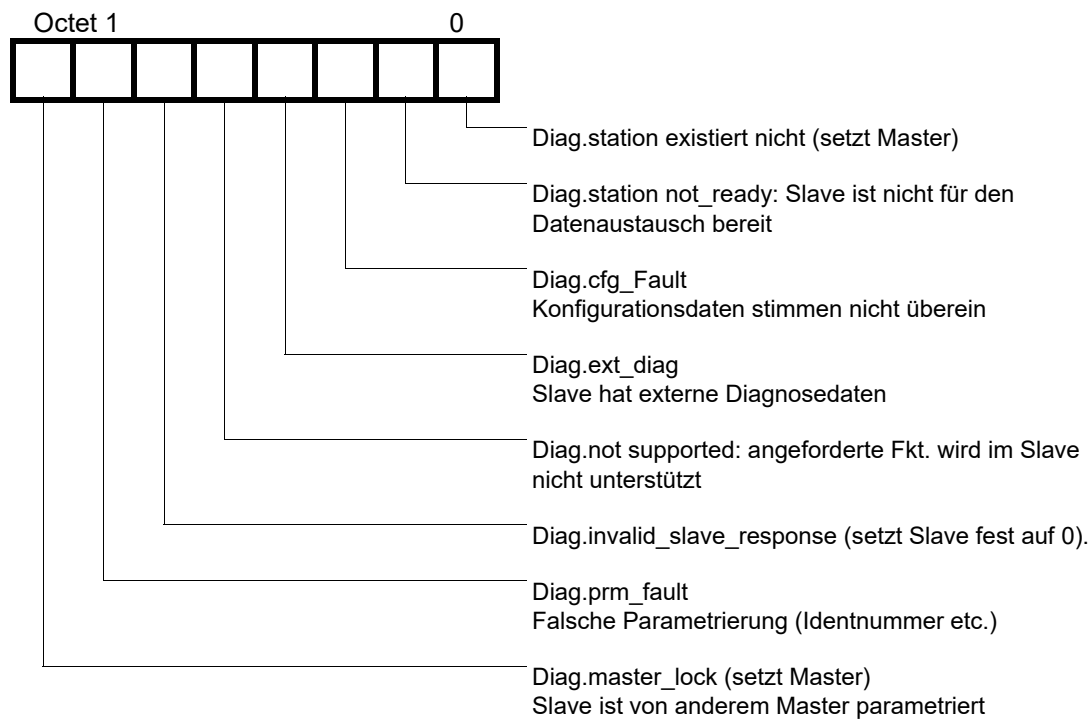 Octet 1 0
Diag.station existiert nicht (setzt Master)
Diag.station not_ready: Slave ist nicht für den
Datenaustausch bereit
Diag.cfg_Fault
Konfigurationsdaten stimmen nicht überein
Diag.ext_diag
Slave hat externe Diagnosedaten
Diag.not supported: angeforderte Fkt. wird im Slave
nicht unterstützt
Diag.invalid_slave_response (setzt Slave fest auf 0).
Diag.prm_fault
Falsche Parametrierung (Identnummer etc.)
Diag.master_lock (setzt Master)
Slave ist von anderem Master parametriert